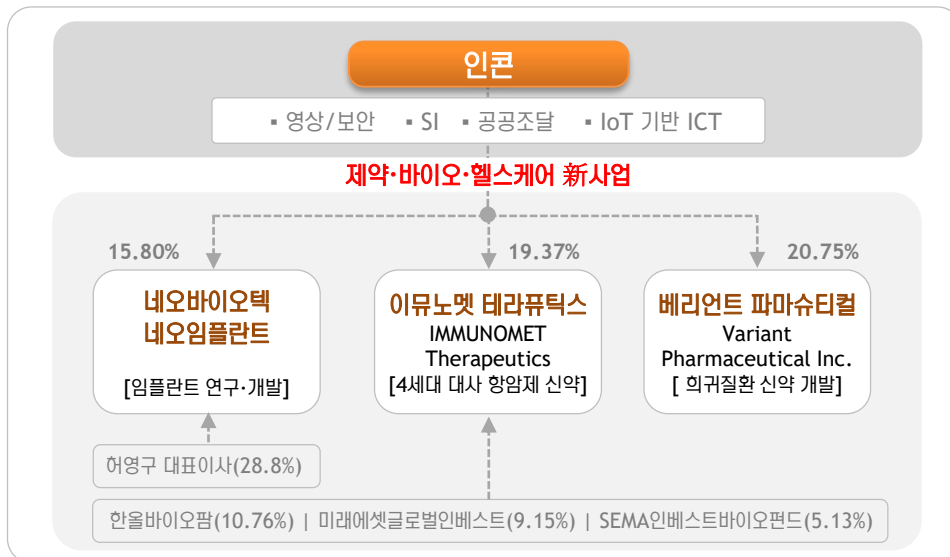 인콘
▪ 영상/보안 ▪ SI ▪ 공공조달 ▪ IoT 기반 ICT
제약·바이오·헬스케어 新사업
15.80%
19.37%
20.75%
네오바이오텍
네오임플란트
[임플란트 연구·개발]
이뮤노멧 테라퓨틱스
IMMUNOMET
Therapeutics
[4세대 대사 항암제 신약]
베리언트 파마슈티컬
Variant
Pharmaceutical Inc.
[ 희귀질환 신약 개발]
허영구 대표이사(28.8%)
한올바이오팜(10.76%) | 미래에셋글로벌인베스트(9.15%) | SEMA인베스트바이오펀드(5.13%)